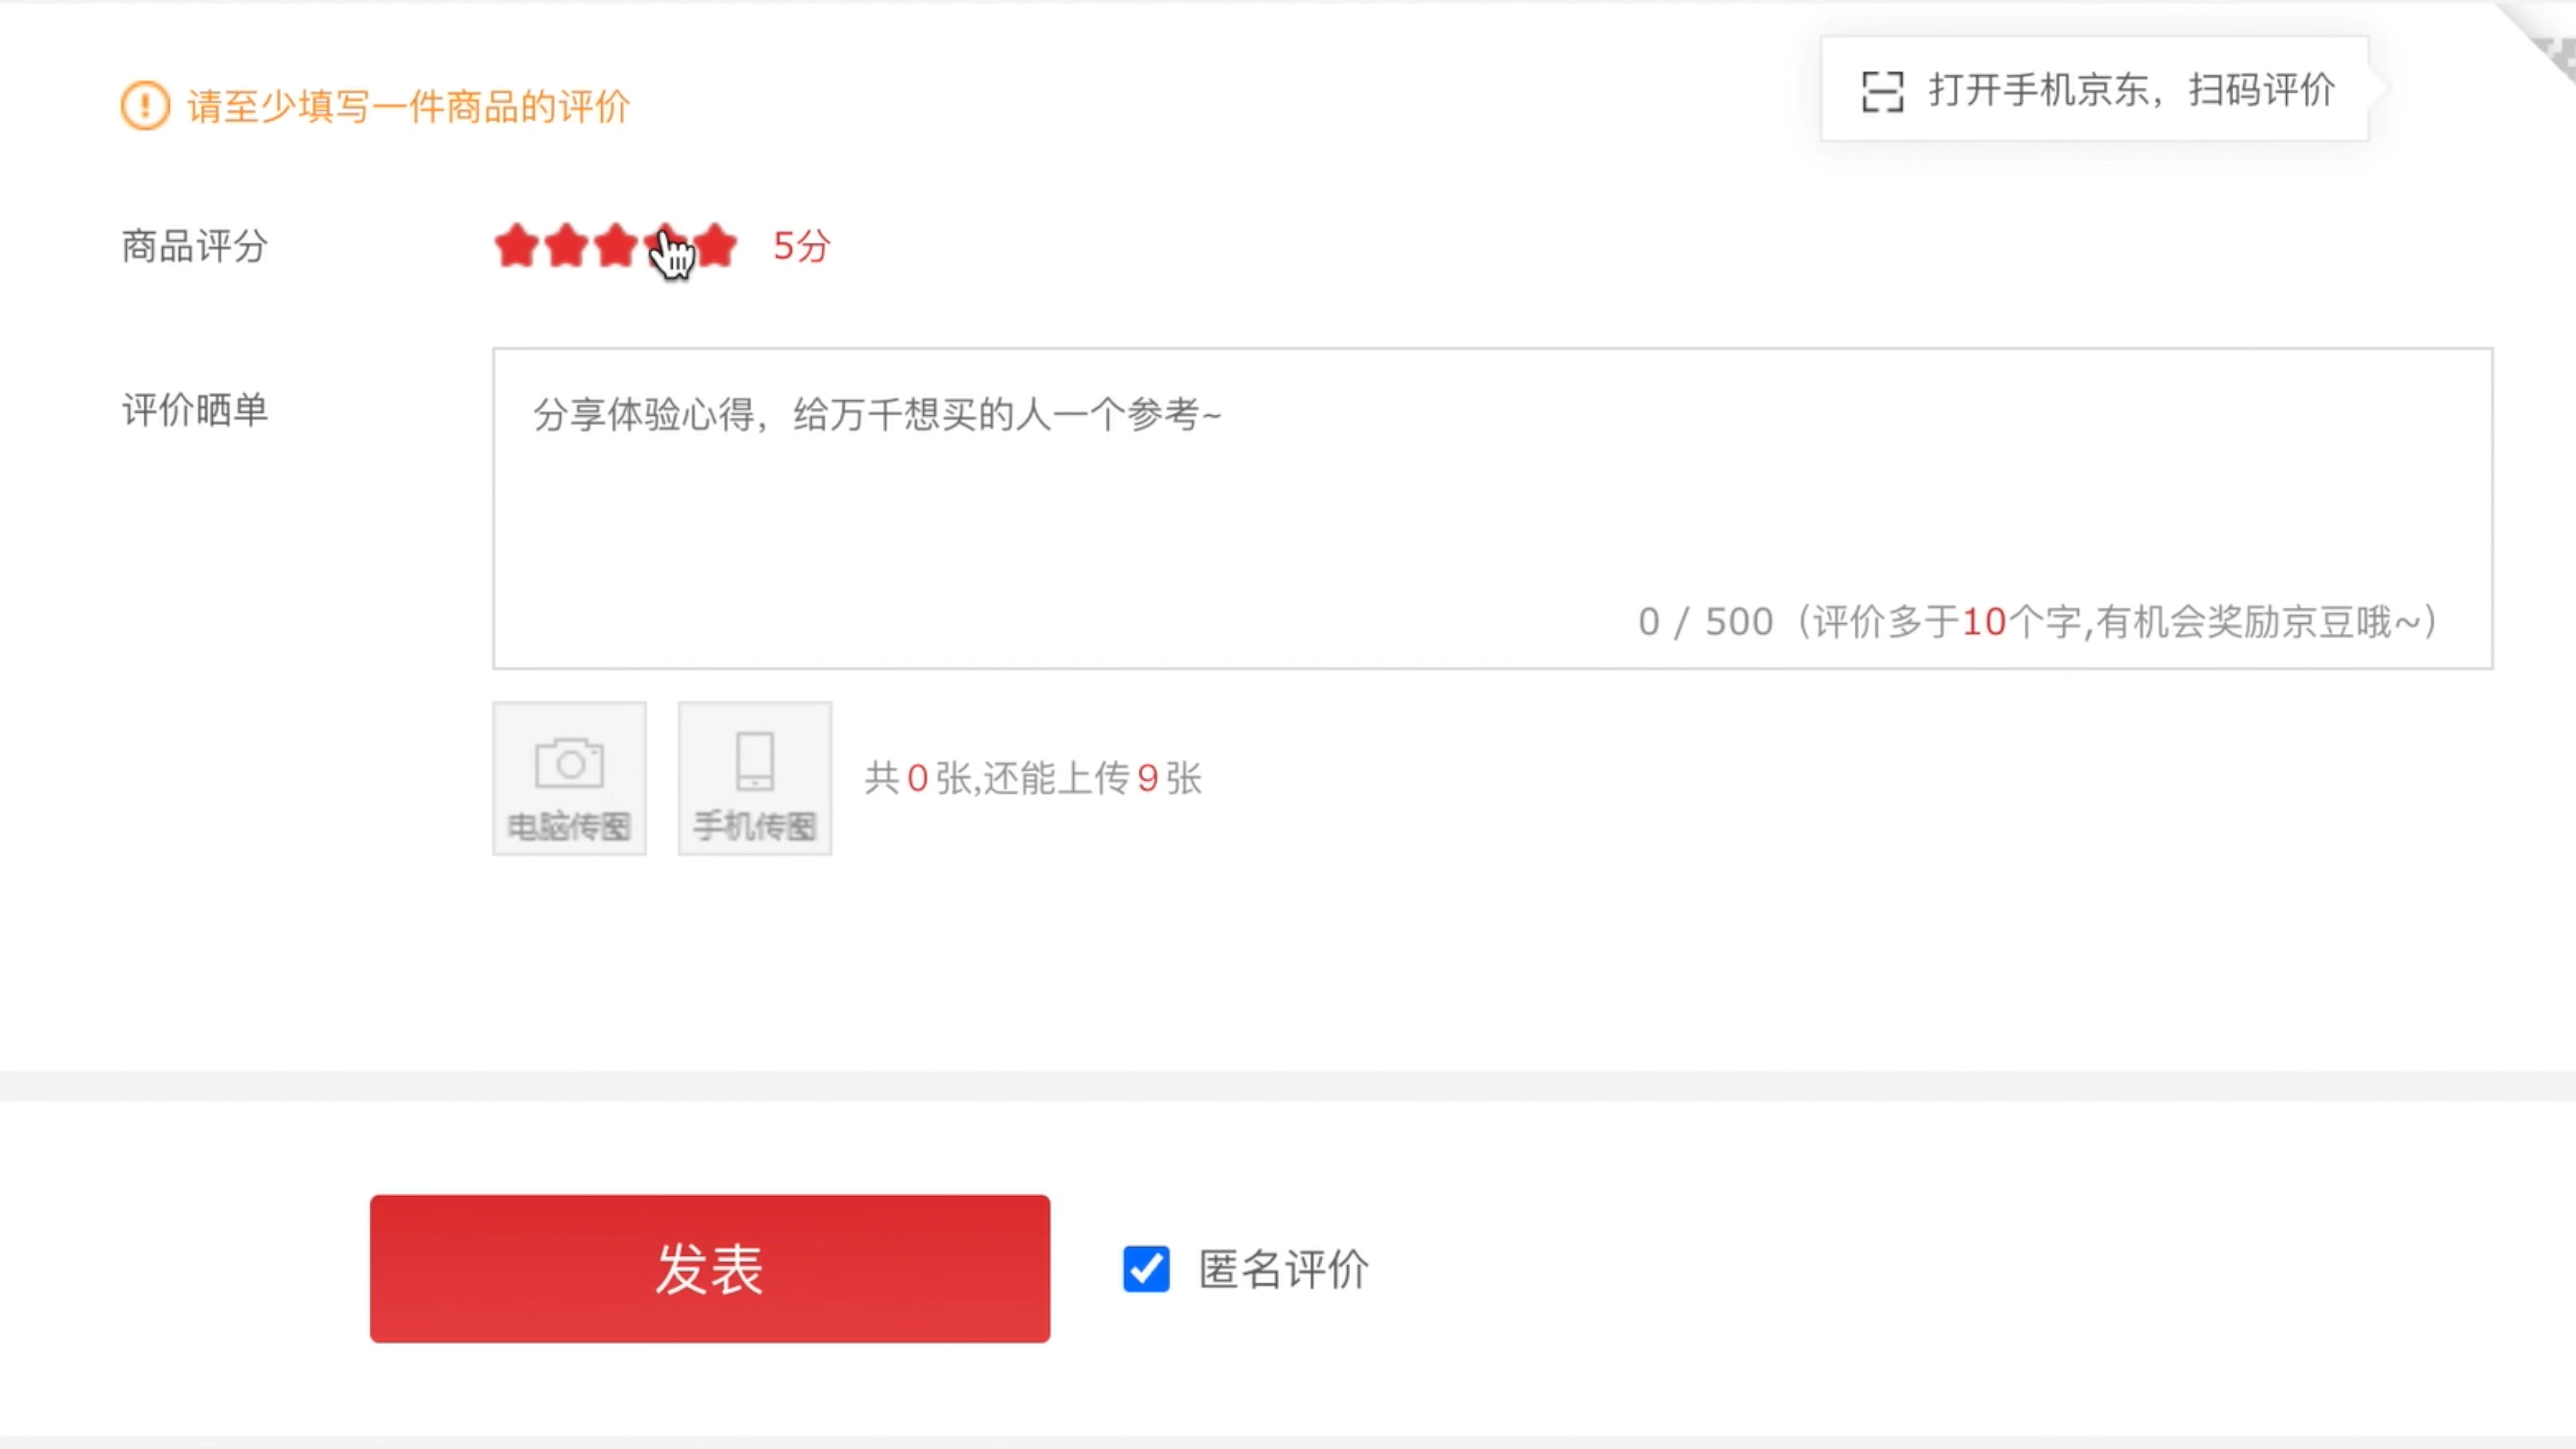 打开手机京东，扫码评价
请至少填写一件商品的评价
商品评分 5分
评价晒单
分享体验心得，给万千想买的人一个参考~
0 / 500（评价多于10个字,有机会奖励京豆哦~）
电脑传图 手机传图 共0张,还能上传9张
发表 匿名评价